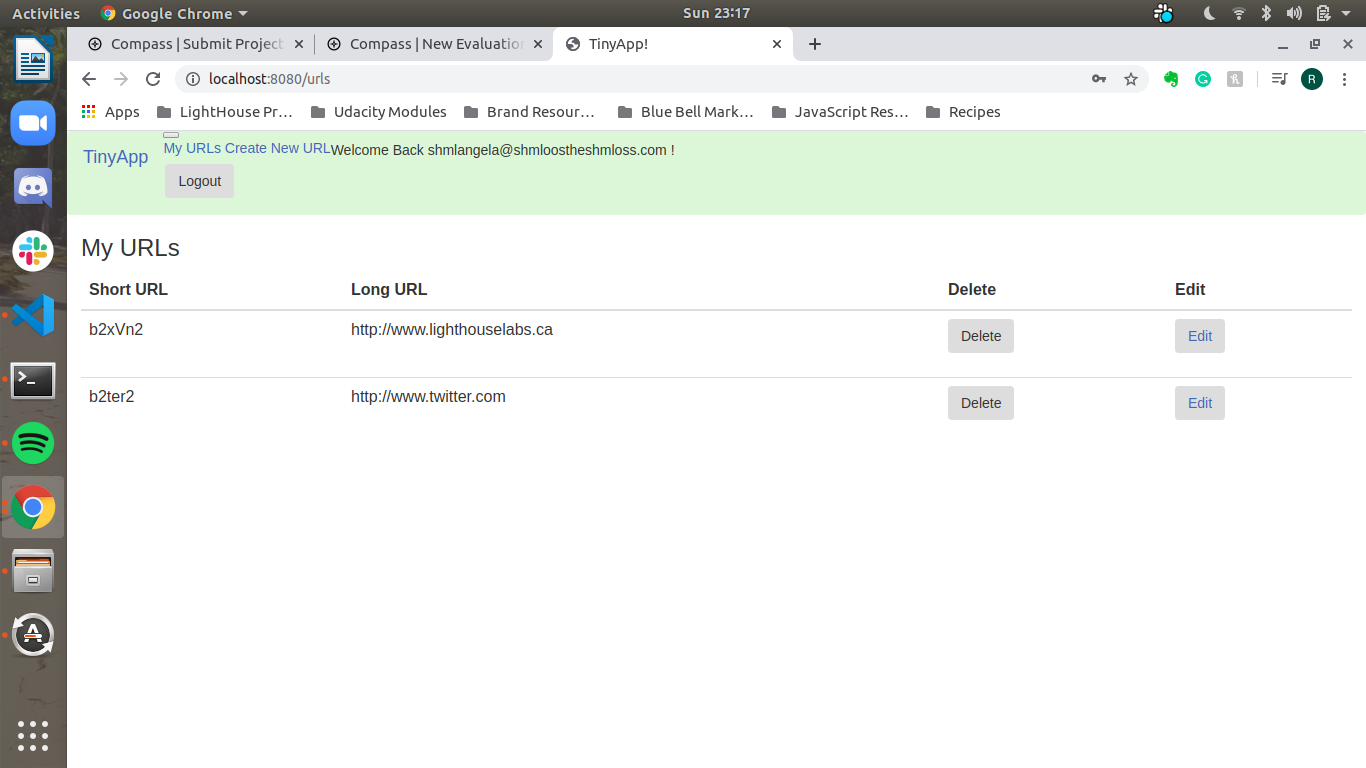 Activities Google Chrome Sun 23:17
Compass | Submit Project Compass | New Evaluation TinyApp!
localhost:8080/urls R
Apps LightHouse Pr… Udacity Modules Brand Resour… Blue Bell Mark… JavaScript Res… Recipes
TinyApp My URLs Create New URL Welcome Back shmlangela@shmloostheshmloss.com !
Logout
My URLs
Short URL Long URL Delete Edit
b2xVn2 http://www.lighthouselabs.ca Delete Edit
b2ter2 http://www.twitter.com Delete Edit